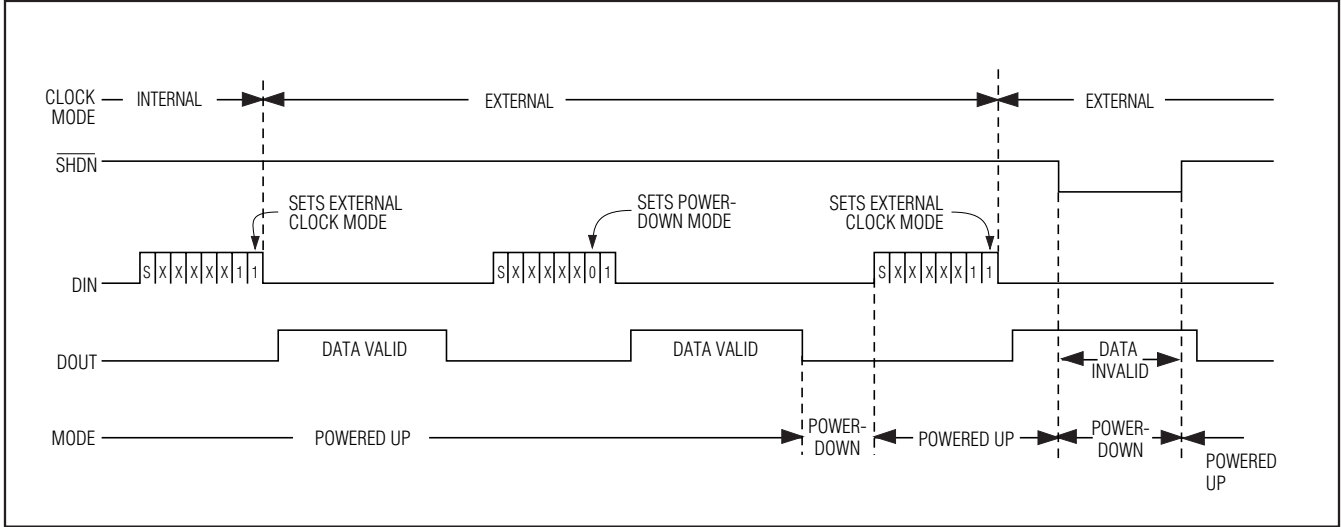 CLOCK MODE
INTERNAL
EXTERNAL
EXTERNAL
SHDN
SETS EXTERNAL
CLOCK MODE
SETS POWER-
DOWN MODE
SETS EXTERNAL
CLOCK MODE
DIN
S X X X X X 1 1
S X X X X X 0 1
S X X X X X 1 1
DOUT
DATA VALID
DATA VALID
DATA
INVALID
MODE
POWERED UP
POWER-
DOWN
POWERED UP
POWER-
DOWN
POWERED
UP